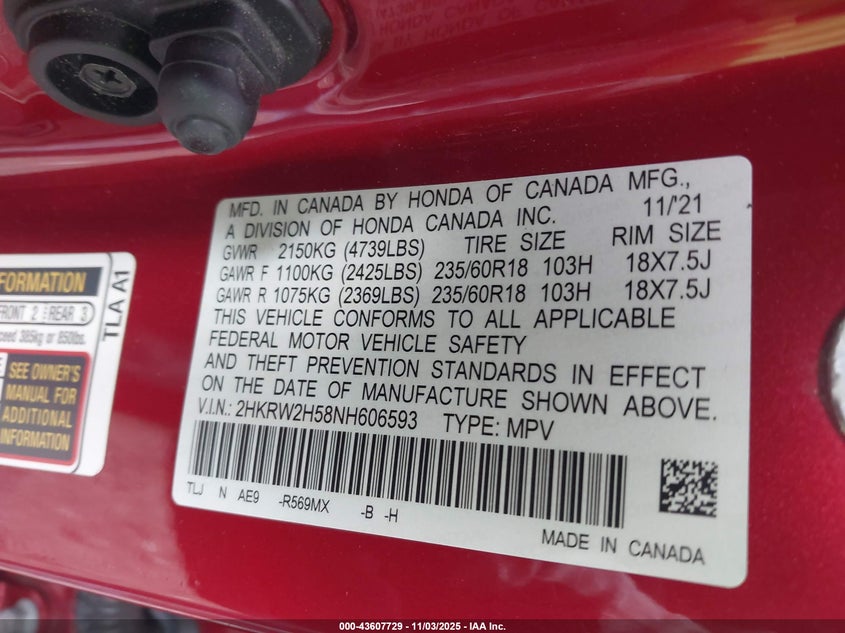 MFD. IN CANADA BY HONDA OF CANADA MFG.,
A DIVISION OF HONDA CANADA INC. 11/'21
GVWR 2150KG (4739LBS) TIRE SIZE RIM SIZE
GAWR F 1100KG (2425LBS) 235/60R18 103H 18X7.5J
GAWR R 1075KG (2369LBS) 235/60R18 103H 18X7.5J
THIS VEHICLE CONFORMS TO ALL APPLICABLE
FEDERAL MOTOR VEHICLE SAFETY
AND THEFT PREVENTION STANDARDS IN EFFECT
ON THE DATE OF MANUFACTURE SHOWN ABOVE.
V.I.N.: 2HKRW2H58NH606593 TYPE: MPV
TLJ N AE9 -R569MX -B -H
MADE IN CANADA
FRONT 2 REAR 3
385kg or 850lbs.
TLA A1
SEE OWNER'S
MANUAL FOR
ADDITIONAL
INFORMATION
000-43607729 - 11/03/2025 - IAA Inc.